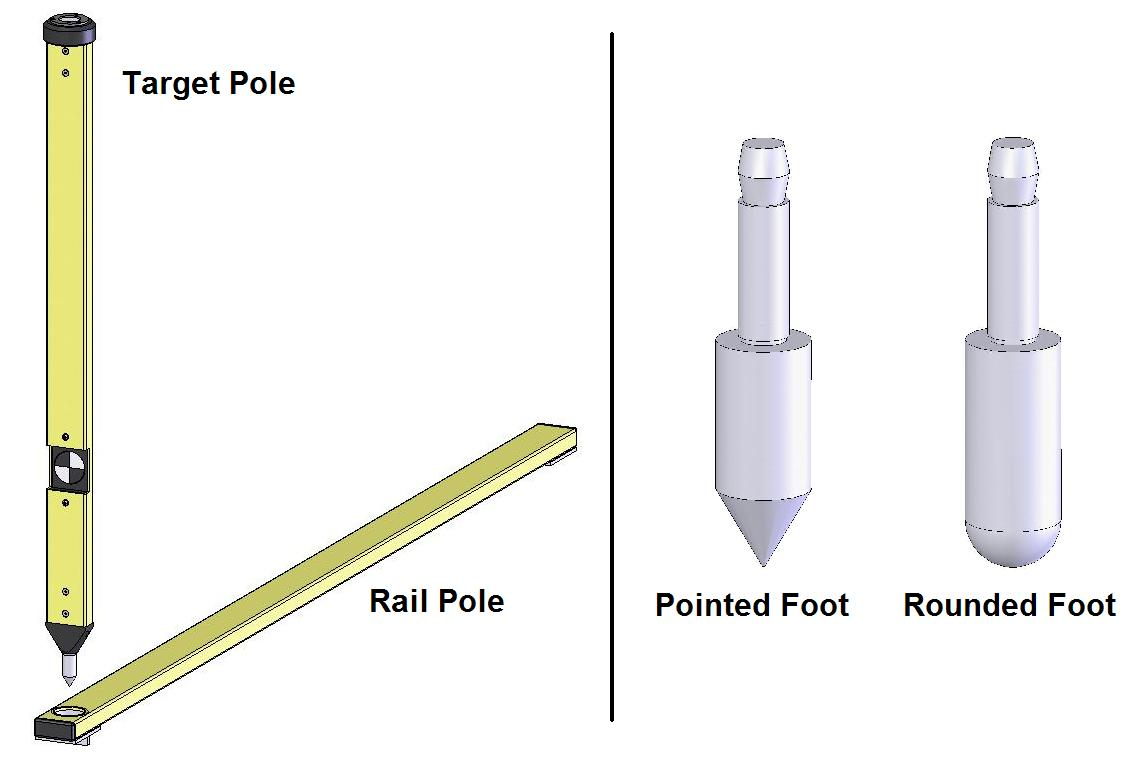 Target Pole
Rail Pole
Pointed Foot
Rounded Foot